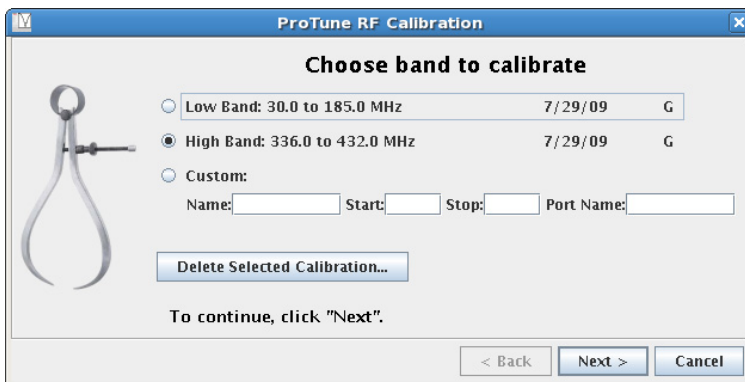 ProTune RF Calibration
Choose band to calibrate
Low Band: 30.0 to 185.0 MHz 7/29/09 G
High Band: 336.0 to 432.0 MHz 7/29/09 G
Custom:
Name: Start: Stop: Port Name:
Delete Selected Calibration...
To continue, click "Next".
< Back Next > Cancel